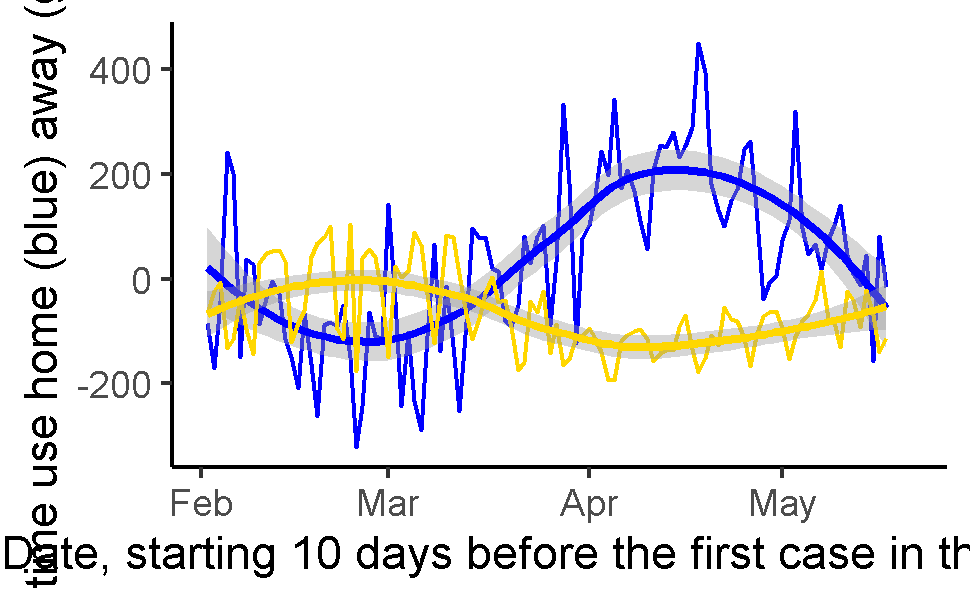 time use home (blue) away (
400
200
0
-200
Feb Mar Apr May
Date, starting 10 days before the first case in th